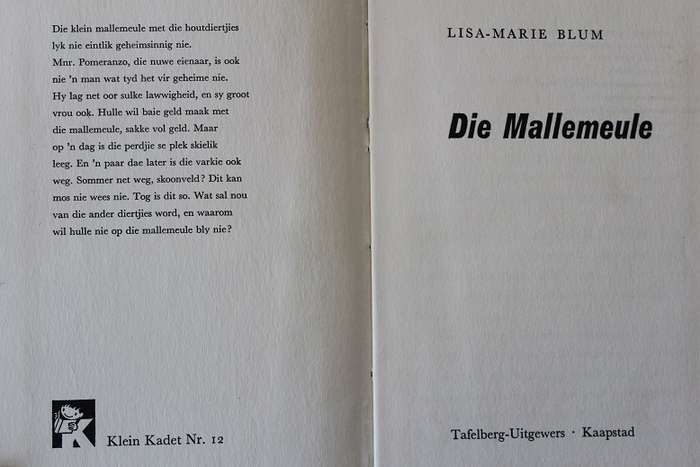 Die klein mallemeule met die houtdiertjies
lyk nie eintlik geheimsinnig nie.
Mnr. Pomeranzo, die nuwe eienaar, is ook
nie 'n man wat tyd het vir geheime nie.
Hy lag net oor sulke lawwigheid, en sy groot
vrou ook. Hulle wil baie geld maak met
die mallemeule, sakke vol geld. Maar
op 'n dag is die perdjie se plek skielik
leeg. En 'n paar dae later is die varkie ook
weg. Sommer net weg, skoonveld? Dit kan
mos nie wees nie. Tog is dit so. Wat sal nou
van die ander diertjies word, en waarom
wil hulle nie op die mallemeule bly nie?
K
Klein Kadet Nr. 12
LISA-MARIE BLUM
Die Mallemeule
Tafelberg-Uitgewers · Kaapstad